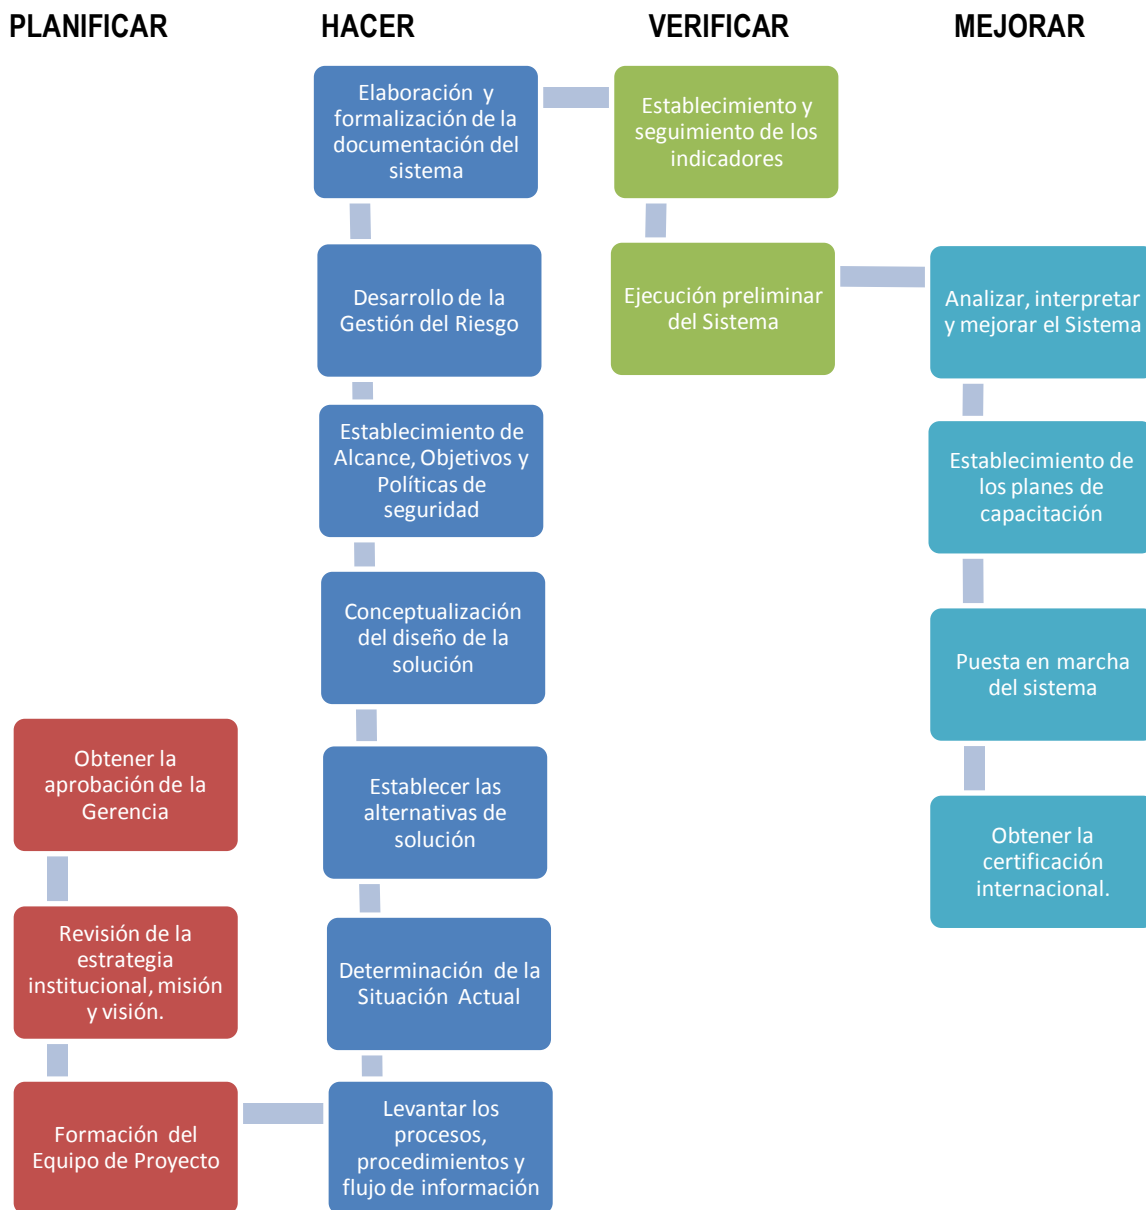 PLANIFICAR
HACER
VERIFICAR
MEJORAR
Obtener la
aprobación de la
Gerencia
Revisión de la
estrategia
institucional, misión
y visión.
Formación del
Equipo de Proyecto
Levantar los
procesos,
procedimientos y
flujo de información
Determinación de la
Situación Actual
Establecer las
alternativas de
solución
Conceptualización
del diseño de la
solución
Establecimiento de
Alcance, Objetivos y
Políticas de
seguridad
Desarrollo de la
Gestión del Riesgo
Elaboración y
formalización de la
documentación del
sistema
Establecimiento y
seguimiento de los
indicadores
Ejecución preliminar
del Sistema
Analizar, interpretar
y mejorar el Sistema
Establecimiento de
los planes de
capacitación
Puesta en marcha
del sistema
Obtener la
certificación
internacional.